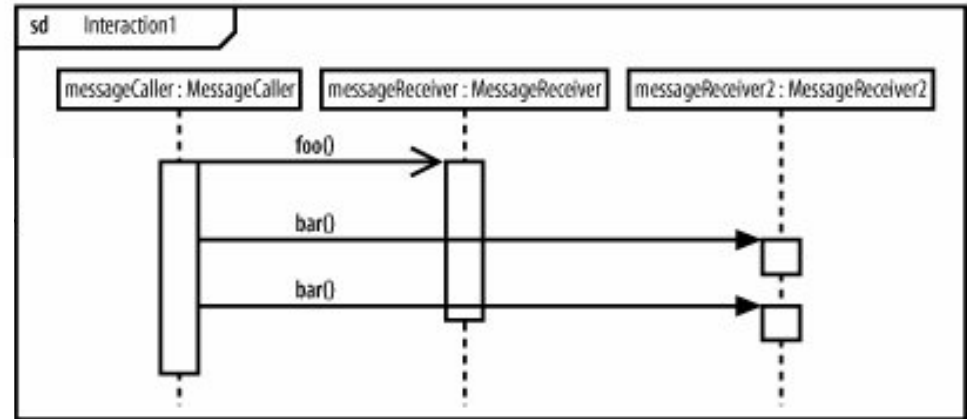 sd Interaction1
messageCaller : MessageCaller
messageReceiver : MessageReceiver
messageReceiver2 : MessageReceiver2
foo()
bar()
bar()